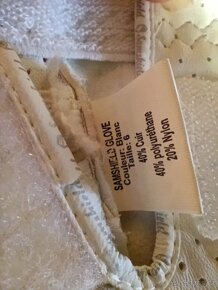 SAMSHIELD GLOVE
Couleur: Blanc
Taille: 6
40% Cuir
40% polyuréthane
20% Nylon